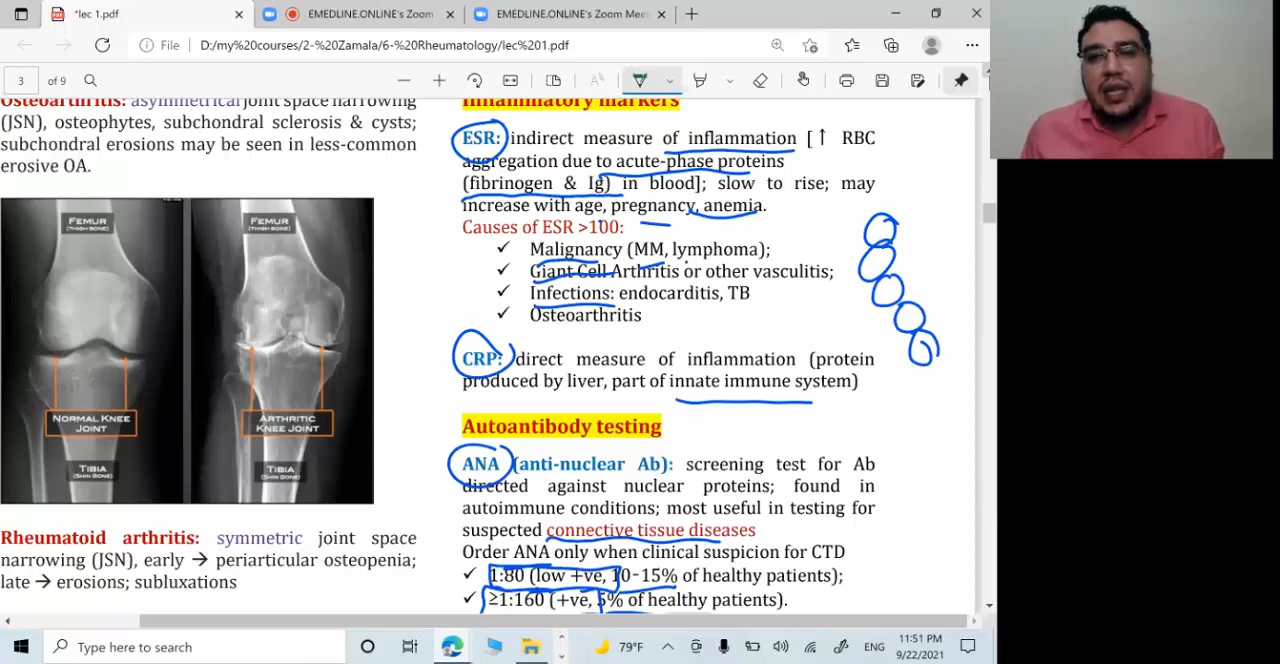 *lec 1.pdf
EMEDLINE.ONLINE's Zoom
EMEDLINE.ONLINE's Zoom Mee
File
D:/my%20courses/2-%20Zamala/6-%20Rheumatology/lec%201.pdf
3
of 9
Osteoarthritis: asymmetrical joint space narrowing
(JSN), osteophytes, subchondral sclerosis & cysts;
subchondral erosions may be seen in less-common
erosive OA.
FEMUR
(THIGH BONE)
NORMAL KNEE
JOINT
TIBIA
(SHIN BONE)
FEMUR
(THIGH BONE)
ARTHRITIC
KNEE JOINT
TIBIA
(SHIN BONE)
Rheumatoid arthritis: symmetric joint space
narrowing (JSN), early → periarticular osteopenia;
late → erosions; subluxations
Inflammatory markers
ESR: indirect measure of inflammation [↑ RBC
aggregation due to acute-phase proteins
(fibrinogen & Ig) in blood]; slow to rise; may
increase with age, pregnancy, anemia.
Causes of ESR >100:
✓ Malignancy (MM, lymphoma);
✓ Giant Cell Arthritis or other vasculitis;
✓ Infections: endocarditis, TB
✓ Osteoarthritis
CRP: direct measure of inflammation (protein
produced by liver, part of innate immune system)
Autoantibody testing
ANA (anti-nuclear Ab): screening test for Ab
directed against nuclear proteins; found in
autoimmune conditions; most useful in testing for
suspected connective tissue diseases
Order ANA only when clinical suspicion for CTD
✓ 1:80 (low +ve, 10-15% of healthy patients);
✓ ≥1:160 (+ve, 5% of healthy patients).
Type here to search
79°F
ENG
11:51 PM
9/22/2021